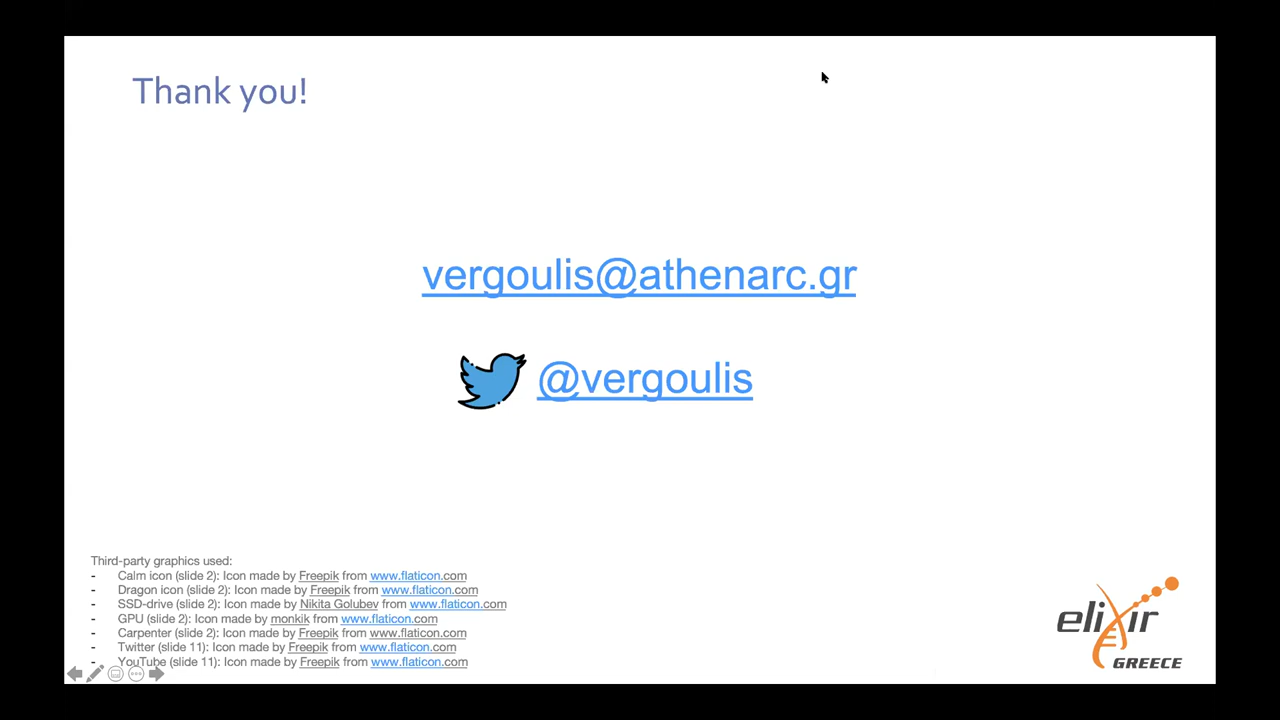 Thank you!
vergoulis@athenarc.gr
@vergoulis
Third-party graphics used:
- Calm icon (slide 2): Icon made by Freepik from www.flaticon.com
- Dragon icon (slide 2): Icon made by Freepik from www.flaticon.com
- SSD-drive (slide 2): Icon made by Nikita Golubev from www.flaticon.com
- GPU (slide 2): Icon made by monkik from www.flaticon.com
- Carpenter (slide 2): Icon made by Freepik from www.flaticon.com
- Twitter (slide 11): Icon made by Freepik from www.flaticon.com
- YouTube (slide 11): Icon made by Freepik from www.flaticon.com
elixir
GREECE